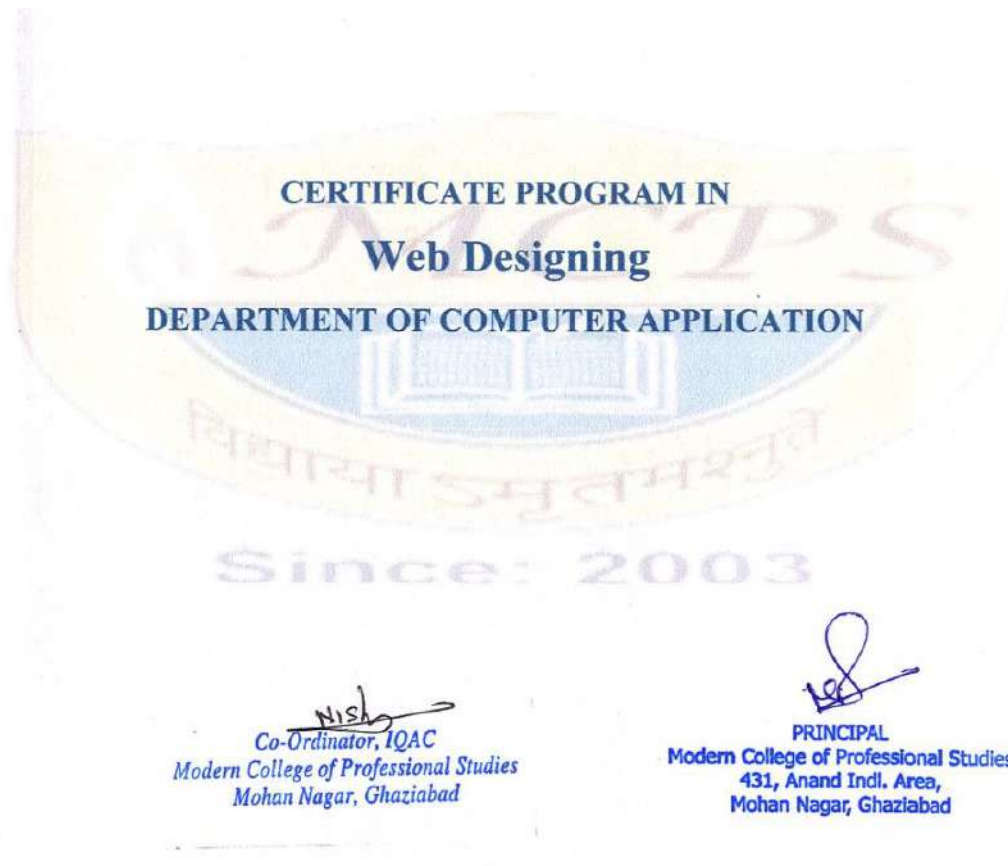 CERTIFICATE PROGRAM IN
MCPS
Web Designing
DEPARTMENT OF COMPUTER APPLICATION
विद्याया ऽमृतमश्नुते
Since: 2003
Nish
Co-Ordinator, IQAC
Modern College of Professional Studies
Mohan Nagar, Ghaziabad
PRINCIPAL
Modern College of Professional Studies
431, Anand Indl. Area,
Mohan Nagar, Ghaziabad